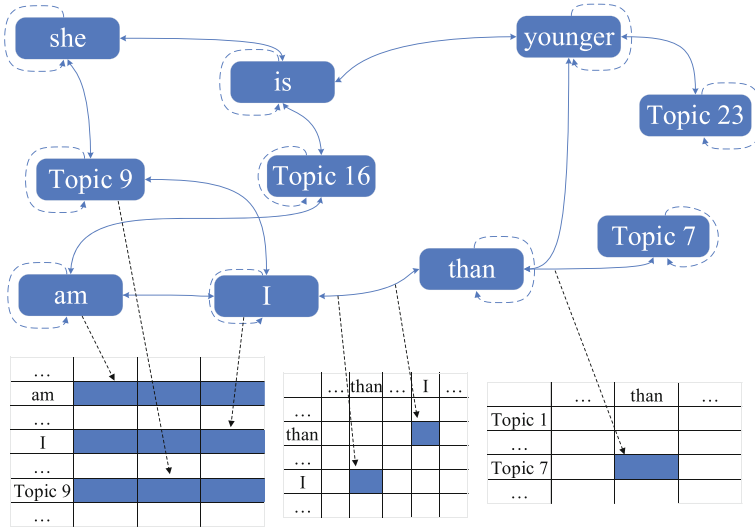 she
younger
is
Topic 23
Topic 9
Topic 16
Topic 7
than
am
I
…
am
…
I
…
Topic 9
…
… than … I …
…
than
…
I
…
… than …
Topic 1
…
Topic 7
…